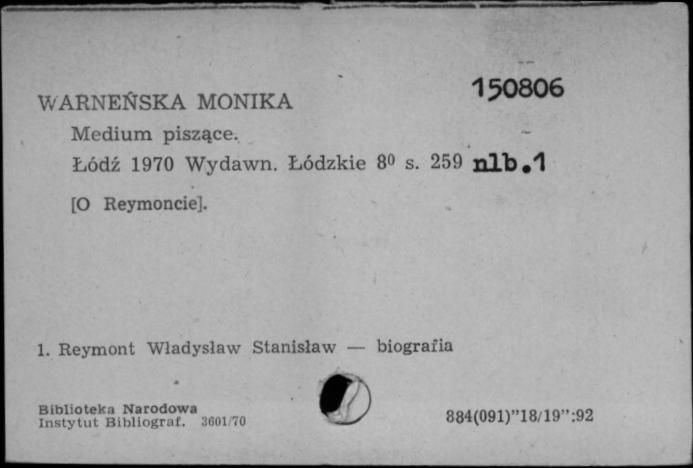 150806
WARNEŃSKA MONIKA
Medium piszące.
Łódź 1970 Wydawn. Łódzkie 8⁰ s. 259 nlb.1
[O Reymoncie].
1. Reymont Władysław Stanisław — biografia
Biblioteka Narodowa
Instytut Bibliograf. 3601/70
884(091)”18/19”:92